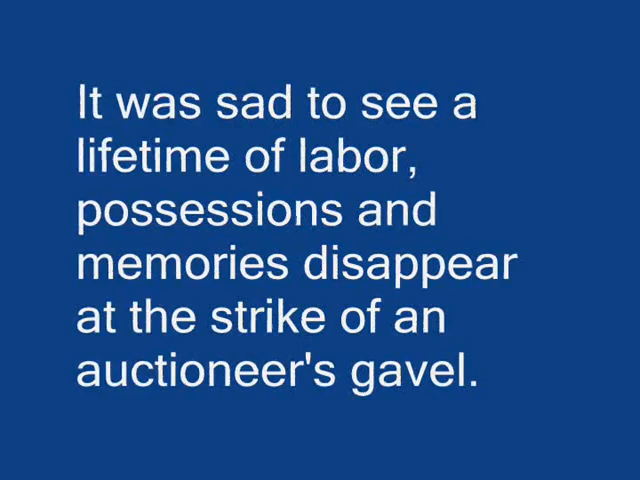 It was sad to see a
lifetime of labor,
possessions and
memories disappear
at the strike of an
auctioneer's gavel.